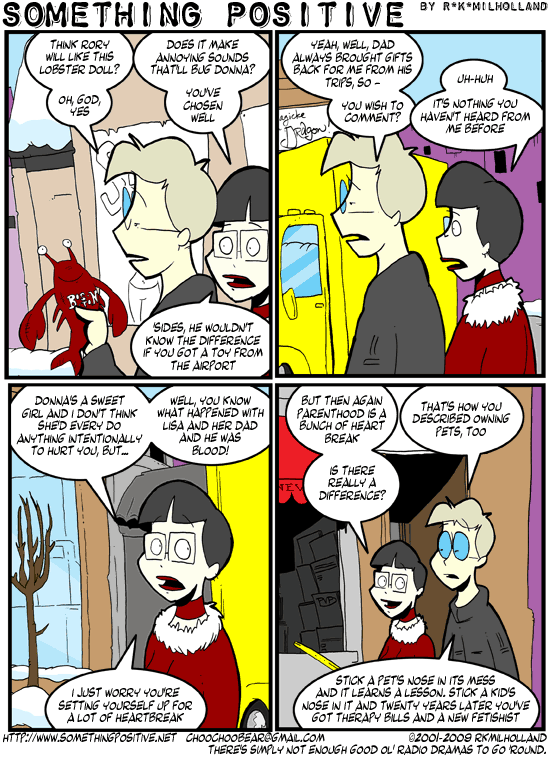 SOMETHING POSITIVE BY R*K*MILHOLLAND
THINK RORY
WILL LIKE THIS
LOBSTER DOLL?
OH, GOD,
YES
DOES IT MAKE
ANNOYING SOUNDS
THAT'LL BUG DONNA?
YOU'VE
CHOSEN
WELL
'SIDES, HE WOULDN'T
KNOW THE DIFFERENCE
IF YOU GOT A TOY FROM
THE AIRPORT
YEAH, WELL, DAD
ALWAYS BROUGHT GIFTS
BACK FOR ME FROM HIS
TRIPS, SO -
YOU WISH TO
COMMENT?
UH-HUH
IT'S NOTHING YOU
HAVEN'T HEARD FROM
ME BEFORE
agicke
Dragon!
DONNA'S A SWEET
GIRL AND I DON'T THINK
SHE'D EVERY DO
ANYTHING INTENTIONALLY
TO HURT YOU, BUT...
WELL, YOU KNOW
WHAT HAPPENED WITH
LISA AND HER DAD
AND HE WAS
BLOOD!
I JUST WORRY YOU'RE
SETTING YOURSELF UP FOR
A LOT OF HEARTBREAK
BUT THEN AGAIN
PARENTHOOD IS A
BUNCH OF HEART
BREAK
IS THERE
REALLY A
DIFFERENCE?
THAT'S HOW YOU
DESCRIBED OWNING
PETS, TOO
STICK A PET'S NOSE IN ITS MESS
AND IT LEARNS A LESSON. STICK A KID'S
NOSE IN IT AND TWENTY YEARS LATER YOU'VE
GOT THERAPY BILLS AND A NEW FETISHIST
HTTP://WWW.SOMETHINGPOSITIVE.NET CHOOCHOOBEAR@GMAIL.COM ©2001-2009 RKMILHOLLAND
THERE'S SIMPLY NOT ENOUGH GOOD OL' RADIO DRAMAS TO GO 'ROUND.